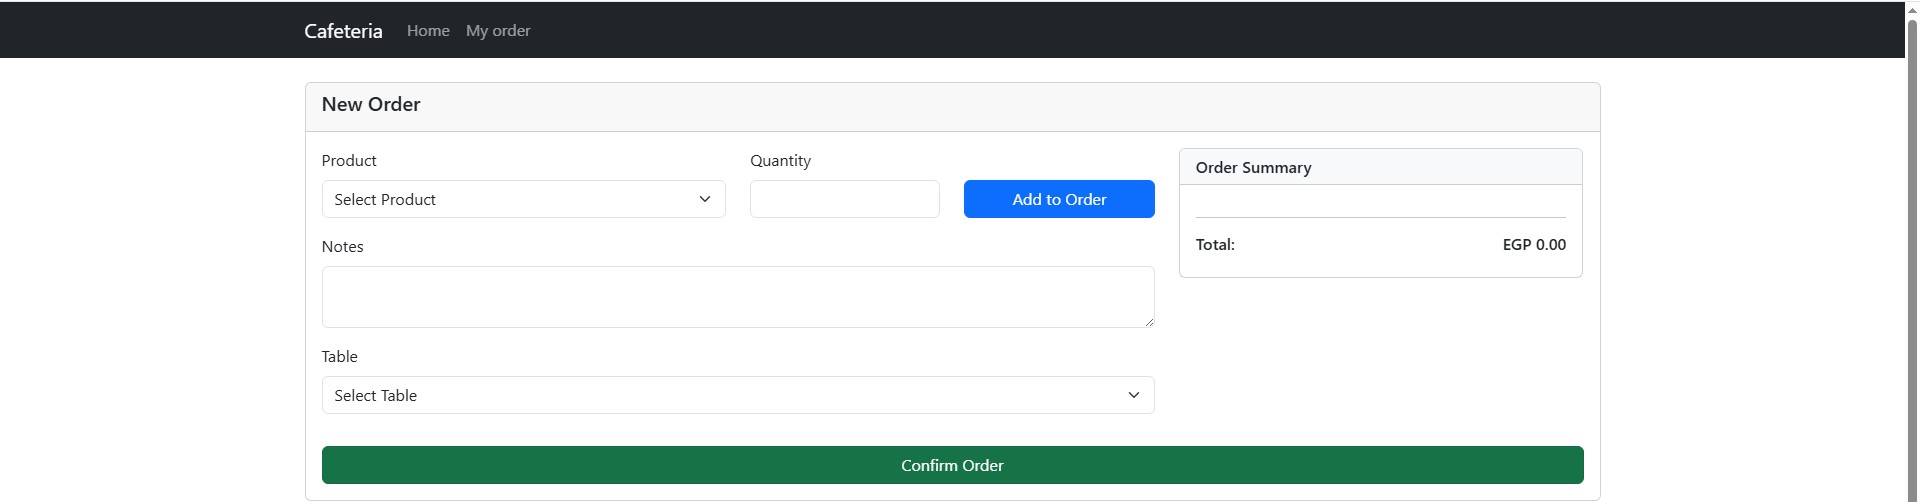 Cafeteria Home My order
New Order
Product
Quantity
Select Product
Add to Order
Notes
Table
Select Table
Order Summary
Total: EGP 0.00
Confirm Order